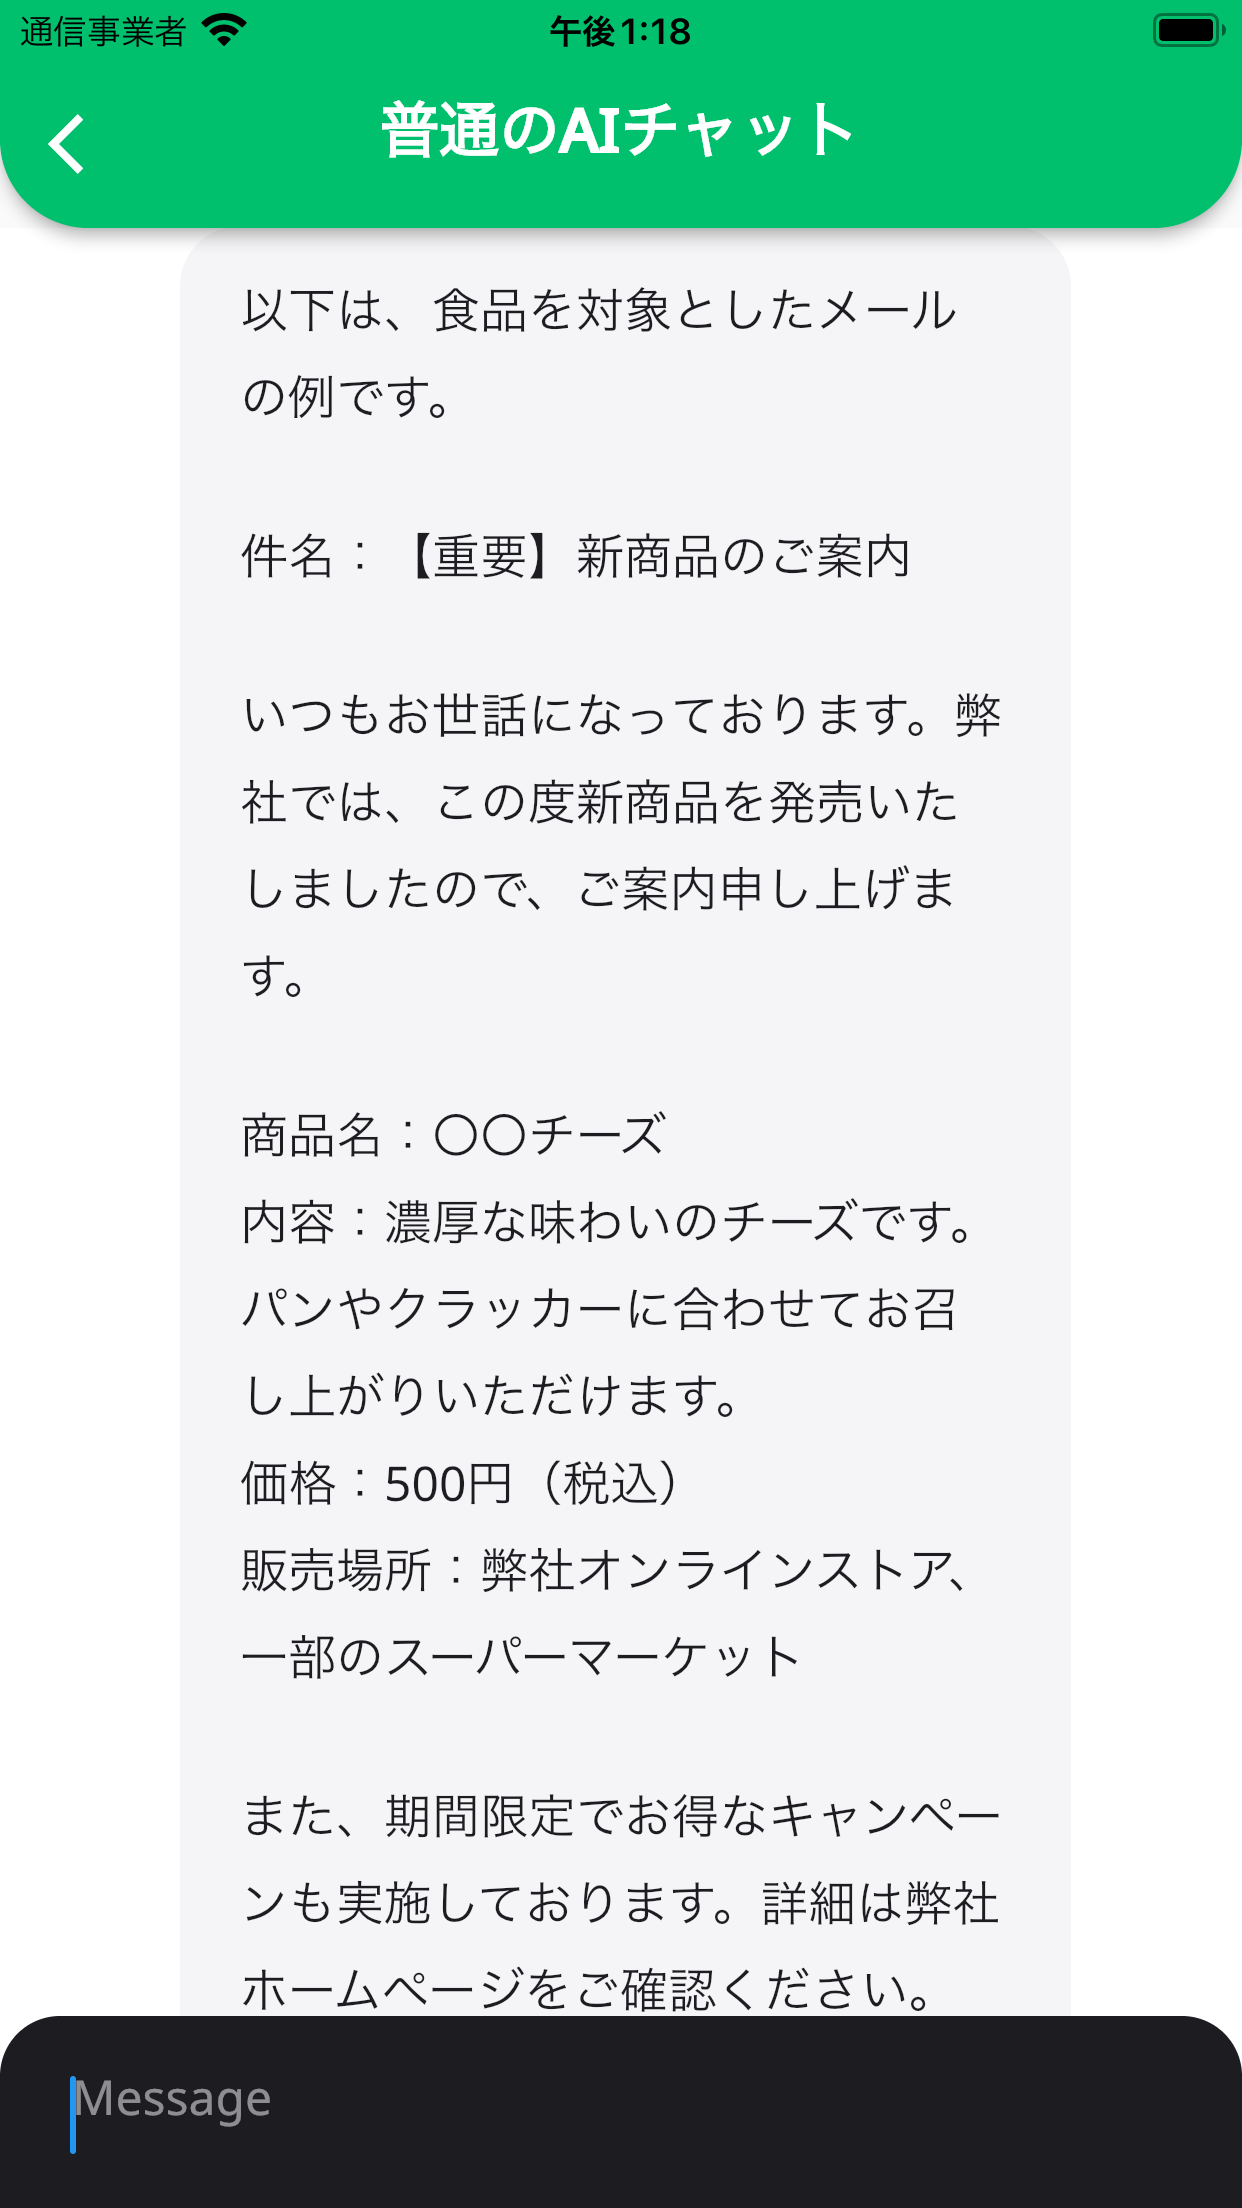 通信事業者 午後1:18
普通のAIチャット
以下は、食品を対象としたメール
の例です。
件名：【重要】新商品のご案内
いつもお世話になっております。弊
社では、この度新商品を発売いた
しましたので、ご案内申し上げま
す。
商品名：〇〇チーズ
内容：濃厚な味わいのチーズです。
パンやクラッカーに合わせてお召
し上がりいただけます。
価格：500円（税込）
販売場所：弊社オンラインストア、
一部のスーパーマーケット
また、期間限定でお得なキャンペー
ンも実施しております。詳細は弊社
ホームページをご確認ください。
Message